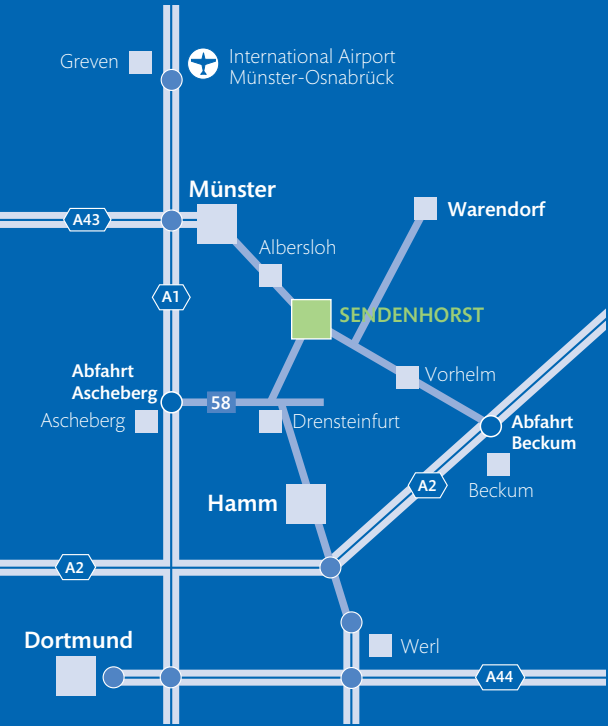 Greven
International Airport
Münster-Osnabrück
Münster
A43
Warendorf
Albersloh
A1
SENDENHORST
Abfahrt
Ascheberg
Vorhelm
58
Ascheberg
Drensteinfurt
Abfahrt
Beckum
A2
Beckum
Hamm
A2
Dortmund
Werl
A44